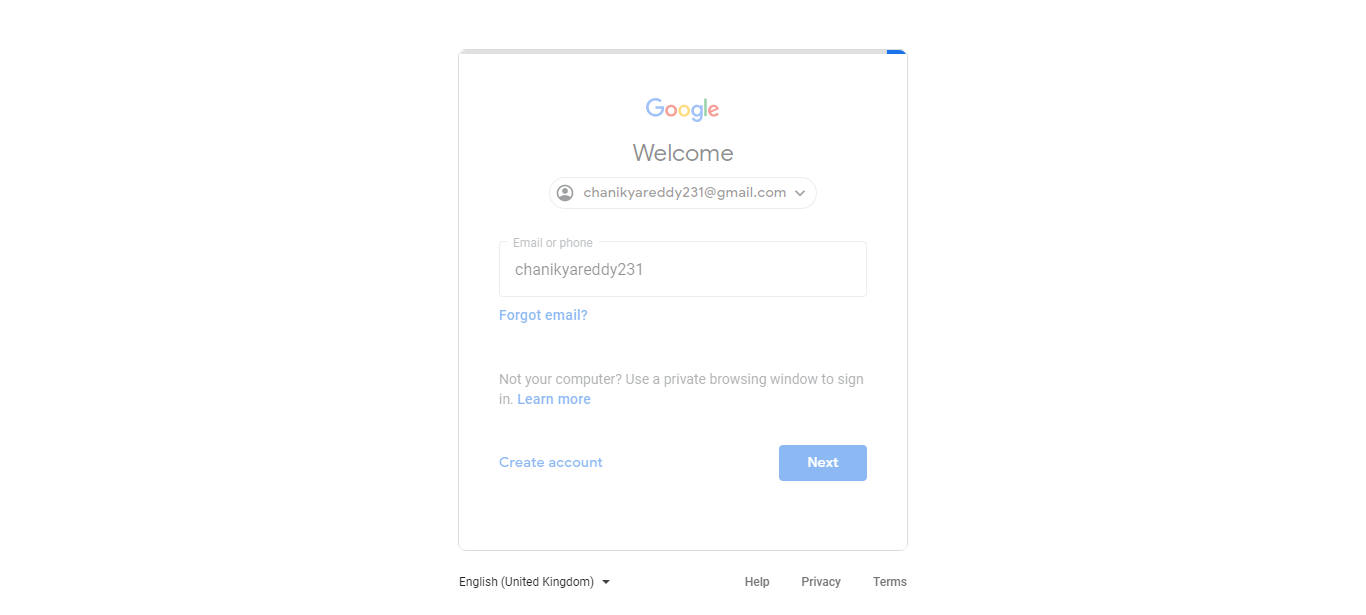 Google
Welcome
chanikyareddy231@gmail.com
Email or phone
chanikyareddy231
Forgot email?
Not your computer? Use a private browsing window to sign
in. Learn more
Create account
Next
English (United Kingdom)
Help
Privacy
Terms